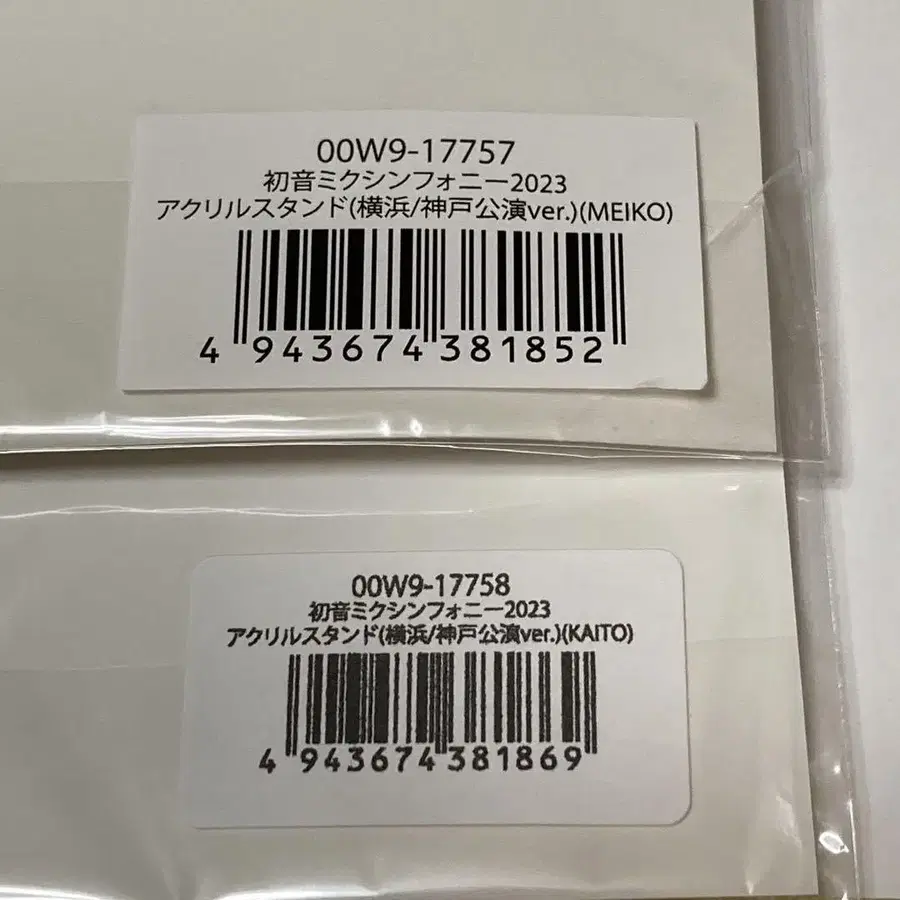 00W9-17757
初音ミクシンフォニー2023
アクリルスタンド(横浜/神戸公演ver.)(MEIKO)
4 943674 381852
00W9-17758
初音ミクシンフォニー2023
アクリルスタンド(横浜/神戸公演ver.)(KAITO)
4 943674 381869